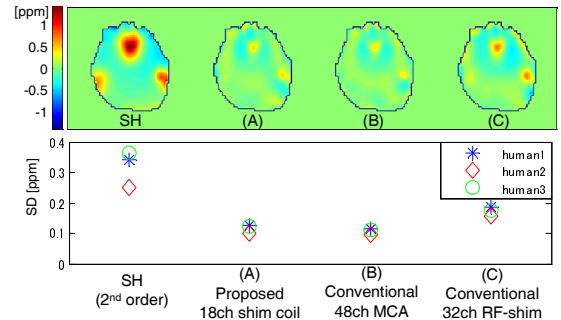 [ppm]
1
0.5
0
-0.5
-1
SH (A) (B) (C)
0.4
0.3
0.2
0.1
0
SD [ppm]
human1
human2
human3
SH (A) (B) (C)
(2nd order) Proposed Conventional Conventional
18ch shim coil 48ch MCA 32ch RF-shim